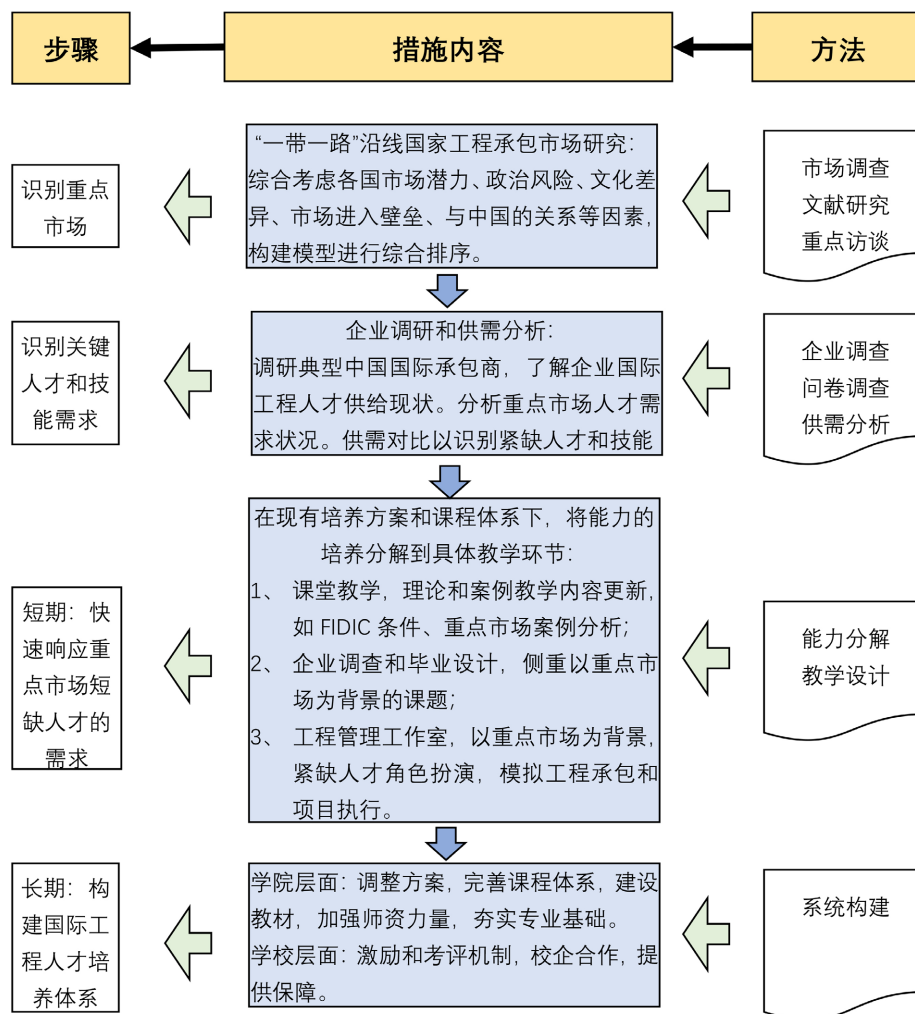 步骤
措施内容
方法
识别重点
市场
“一带一路”沿线国家工程承包市场研究：
综合考虑各国市场潜力、政治风险、文化差
异、市场进入壁垒、与中国的关系等因素，
构建模型进行综合排序。
市场调查
文献研究
重点访谈
识别关键
人才和技
能需求
企业调研和供需分析：
调研典型中国国际承包商，了解企业国际
工程人才供给现状。分析重点市场人才需
求状况。供需对比以识别紧缺人才和技能
企业调查
问卷调查
供需分析
短期：快
速响应重
点市场短
缺人才的
需求
在现有培养方案和课程体系下，将能力的
培养分解到具体教学环节：
1、 课堂教学，理论和案例教学内容更新，
如 FIDIC 条件、重点市场案例分析；
2、 企业调查和毕业设计，侧重以重点市
场为背景的课题；
3、 工程管理工作室，以重点市场为背景，
紧缺人才角色扮演，模拟工程承包和
项目执行。
能力分解
教学设计
长期：构
建国际工
程人才培
养体系
学院层面：调整方案，完善课程体系，建设
教材，加强师资力量，夯实专业基础。
学校层面：激励和考评机制，校企合作，提
供保障。
系统构建